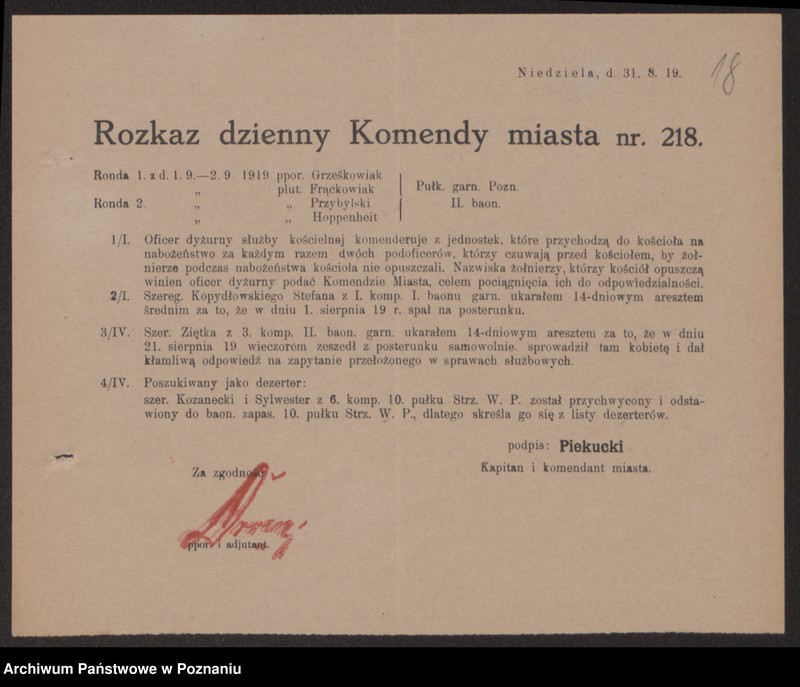 Niedziela, d. 31. 8. 19.
18
Rozkaz dzienny Komendy miasta nr. 218.
Ronda 1. z d. 1. 9.—2. 9 1919 ppor. Grześkowiak
„ plut. Frąckowiak
Ronda 2. „ „ Przybylski
„ „ Hoppenheit
Pułk. garn. Pozn.
II. baon.
1/I. Oficer dyżurny służby kościelnej komenderuje z jednostek. które przychodzą do kościoła na
nabożeństwo za każdym razem dwóch podoficerów. którzy czuwają przed kościołem, by żoł-
nierze podczas nabożeństwa kościoła nie opuszczali. Nazwiska żołnierzy, którzy kościół opuszczą
winien oficer dyżurny podać Komendzie Miasta, celem pociągnięcia ich do odpowiedzialności.
2/I. Szereg. Kopydłowskiego Stefana z I. komp. I. baonu garn. ukarałem 14-dniowym aresztem
średnim za to, że w dniu 1. sierpnia 19 r. spał na posterunku.
3/IV. Szer. Ziętka z 3. komp. II. baon. garn. ukarałem 14-dniowym aresztem za to, że w dniu
21. sierpnia 19 wieczorem zeszedł z posterunku samowolnie. sprowadził tam kobietę i dał
kłamliwą odpowiedź na zapytanie przełożonego w sprawach służbowych.
4/IV. Poszukiwany jako dezerter:
szer. Kozanecki i Sylwester z 6. komp. 10. pułku Strz. W. P. został przychwycony i odsta-
wiony do baon. zapas. 10. pułku Strz. W. P., dlatego skreśla go się z listy dezerterów.
podpis: Piekucki
Kapitan i komendant miasta.
Za zgodność
ppor. i adjutant.
Archiwum Państwowe w Poznaniu